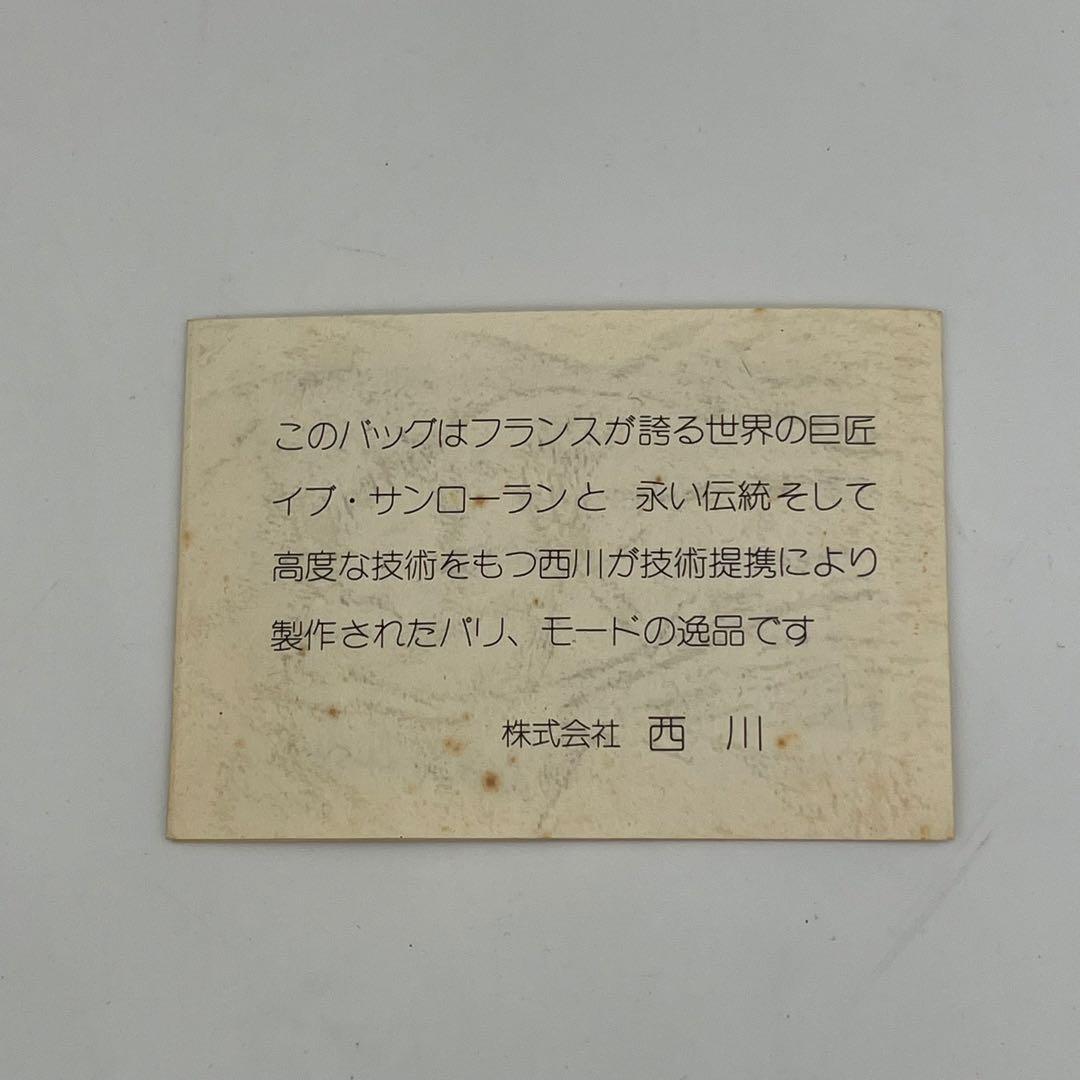 このバッグはフランスが誇る世界の巨匠
イブ・サンローランと 永い伝統そして
高度な技術をもつ西川が技術提携により
製作されたパリ、モードの逸品です
株式会社 西川